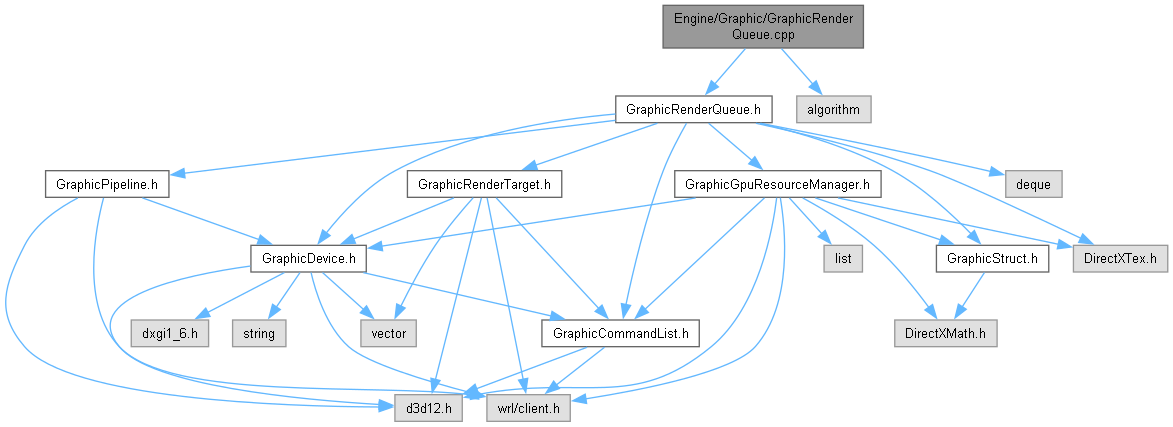 Engine/Graphic/GraphicRender
Queue.cpp
GraphicRenderQueue.h
algorithm
GraphicPipeline.h
GraphicRenderTarget.h
GraphicGpuResourceManager.h
deque
GraphicDevice.h
list
GraphicStruct.h
DirectXTex.h
dxgi1_6.h
string
vector
GraphicCommandList.h
DirectXMath.h
d3d12.h
wrl/client.h